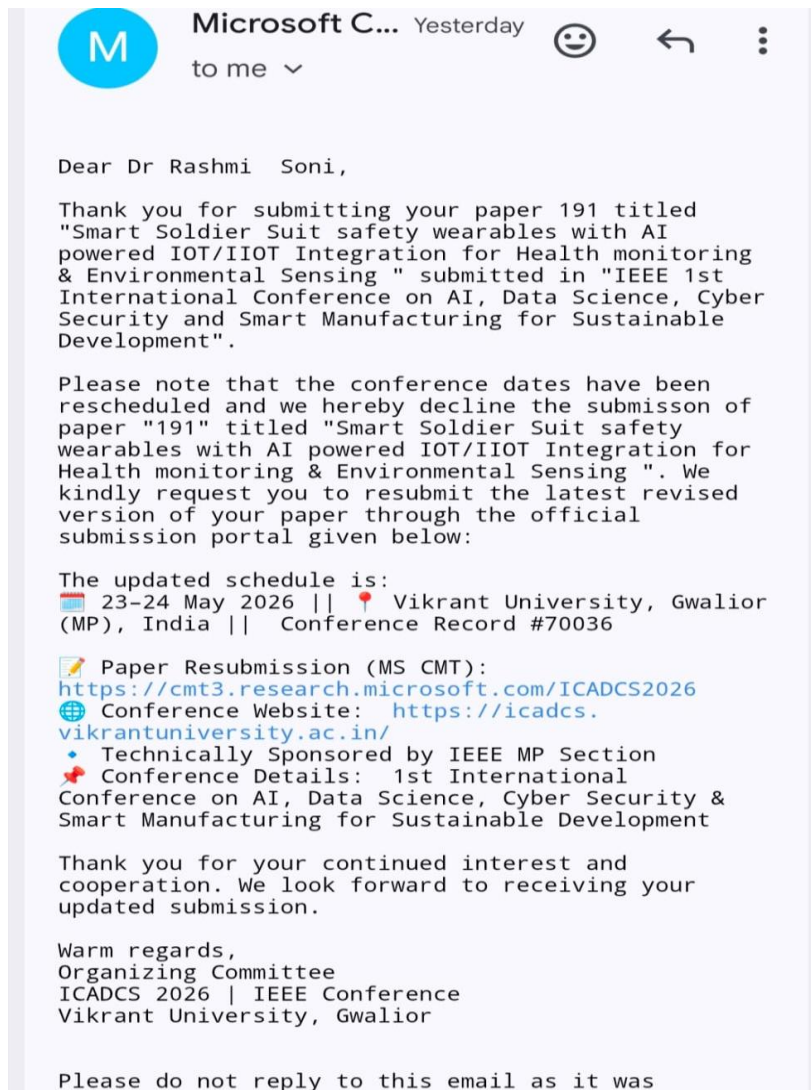 M
Microsoft C... Yesterday
to me
Dear Dr Rashmi  Soni,
Thank you for submitting your paper 191 titled
"Smart Soldier Suit safety wearables with AI
powered IOT/IIOT Integration for Health monitoring
& Environmental Sensing " submitted in "IEEE 1st
International Conference on AI, Data Science, Cyber
Security and Smart Manufacturing for Sustainable
Development".
Please note that the conference dates have been
rescheduled and we hereby decline the submisson of
paper "191" titled "Smart Soldier Suit safety
wearables with AI powered IOT/IIOT Integration for
Health monitoring & Environmental Sensing ". We
kindly request you to resubmit the latest revised
version of your paper through the official
submission portal given below:
The updated schedule is:
🗓️ 23–24 May 2026 || 📍 Vikrant University, Gwalior
(MP), India ||  Conference Record #70036
📝 Paper Resubmission (MS CMT):
https://cmt3.research.microsoft.com/ICADCS2026
🌐 Conference Website:  https://icadcs.
vikrantuniversity.ac.in/
🔹 Technically Sponsored by IEEE MP Section
📌 Conference Details:  1st International
Conference on AI, Data Science, Cyber Security &
Smart Manufacturing for Sustainable Development
Thank you for your continued interest and
cooperation. We look forward to receiving your
updated submission.
Warm regards,
Organizing Committee
ICADCS 2026 | IEEE Conference
Vikrant University, Gwalior
Please do not reply to this email as it was